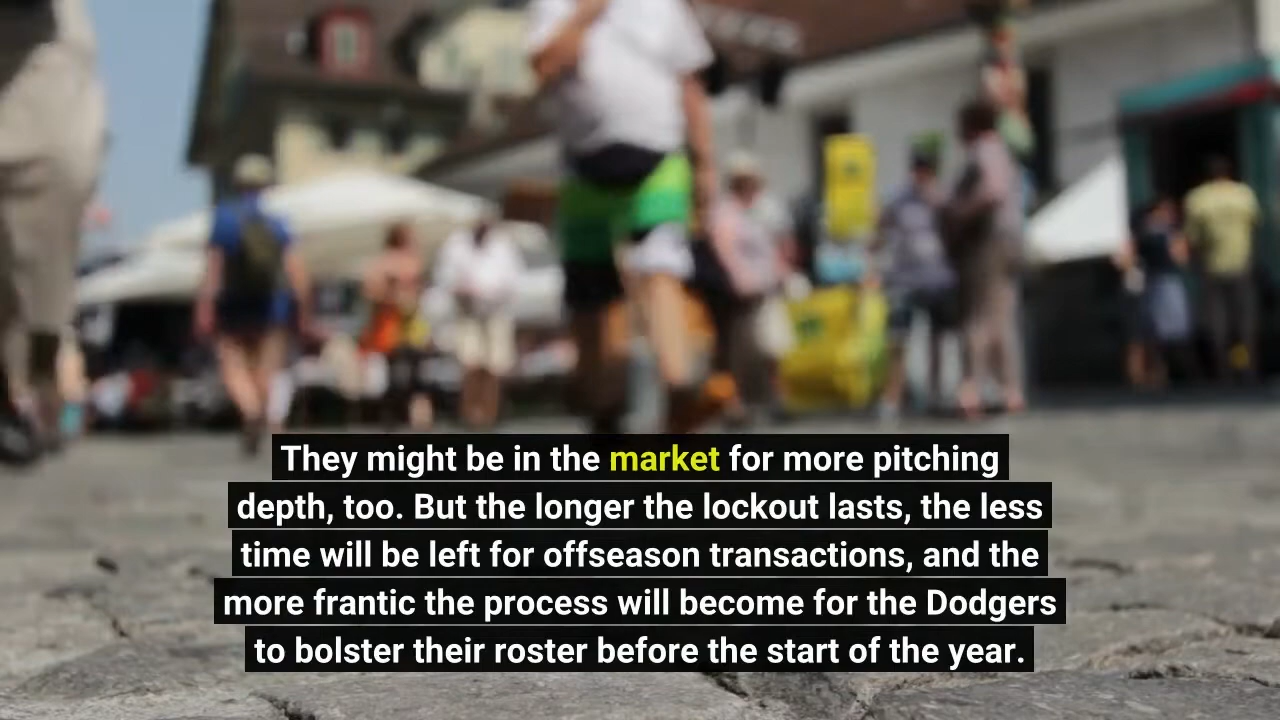 They might be in the market for more pitching
depth, too. But the longer the lockout lasts, the less
time will be left for offseason transactions, and the
more frantic the process will become for the Dodgers
to bolster their roster before the start of the year.